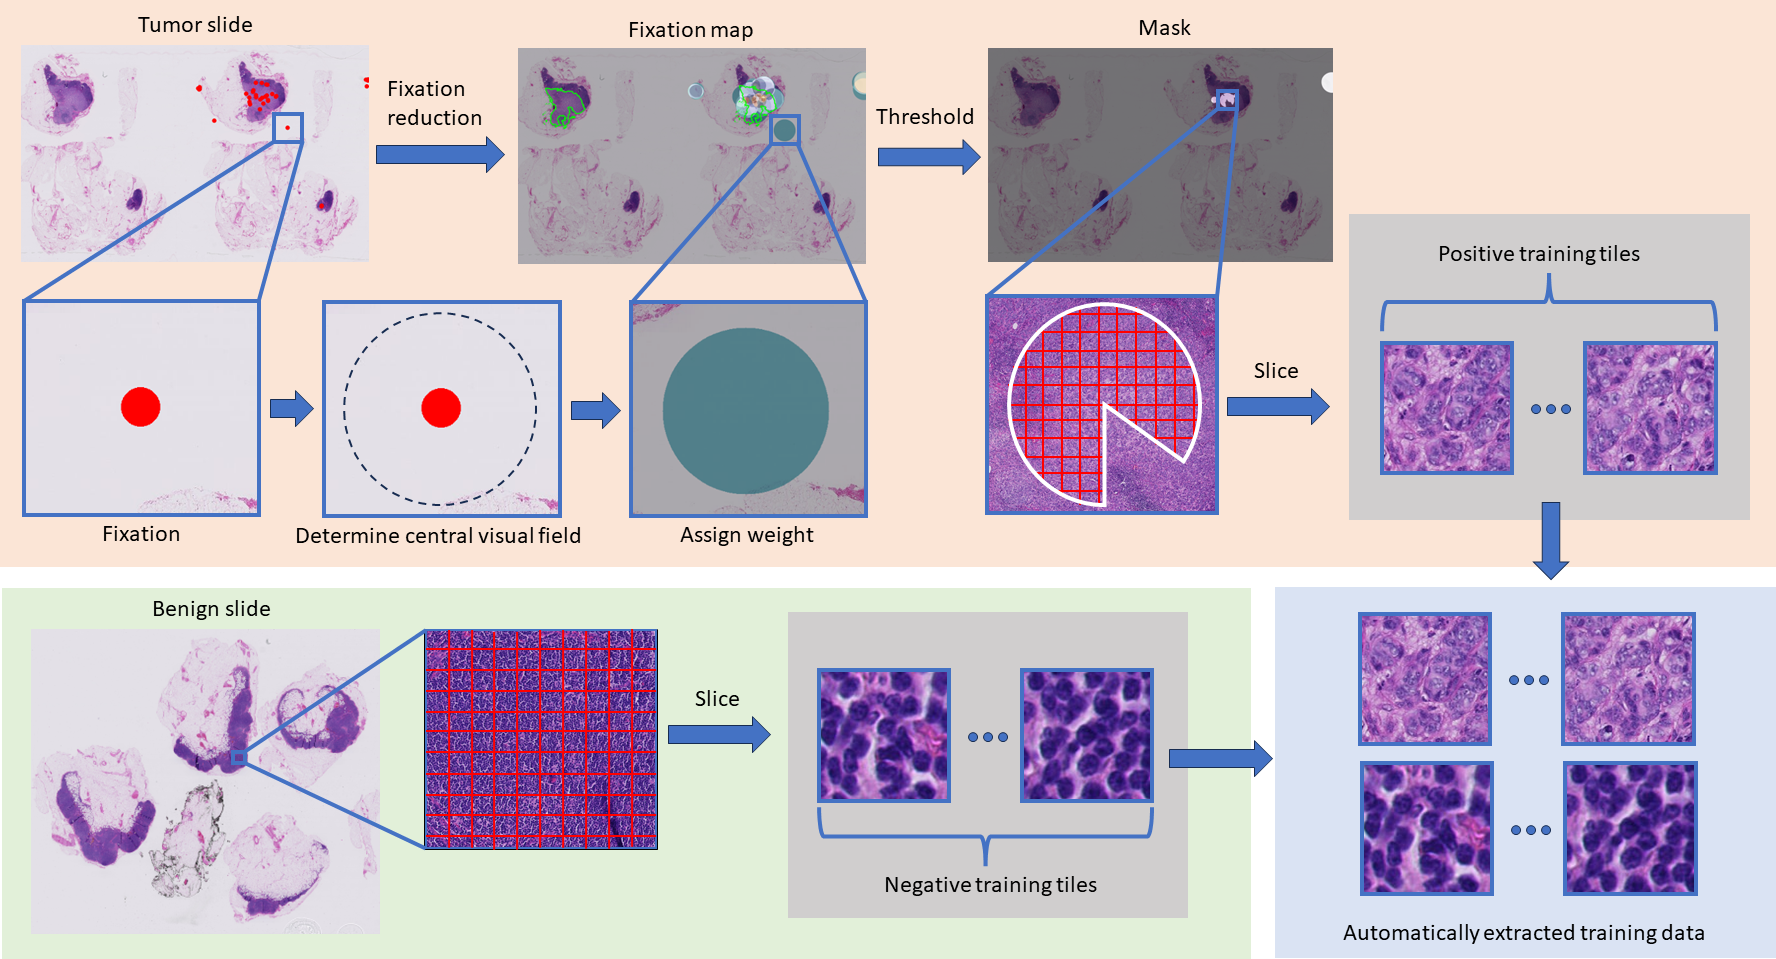 Tumor slide
Fixation map
Mask
Fixation
reduction
Threshold
Positive training tiles
Slice
Fixation
Determine central visual field
Assign weight
Benign slide
Slice
Negative training tiles
Automatically extracted training data